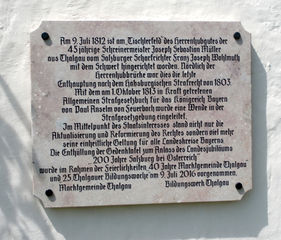 Am 9. Juli 1812 ist am Tischlerfeld des Herrenhubgutes der
45jährige Schreinermeister Joseph Sebastian Müller
aus Thalgau vom Salzburger Scharfrichter Franz Joseph Wohlmuth
mit dem Schwert hingerichtet worden. Nördlich der
Herrenhubbrücke war dies die letzte
Enthauptung nach dem Habsburgischen Strafrecht von 1803.
Mit dem am 1. Oktober 1813 in Kraft getretenen
Allgemeinen Strafgesetzbuch für das Königreich Bayern
von Paul Anselm von Feuerbach wurde eine Wende in der
Strafgesetzgebung eingeleitet.
Im Mittelpunkt des Staatsinteresses stand nicht nur die
Aktualisierung und Reformierung des Rechtes sondern viel mehr
seine einheitliche Geltung für alle Landeskreise Bayerns
Die Enthüllung der Gedenktafel zum Anlass des Landesjubiläums
"200 Jahre Salzburg bei Österreich"
wurde im Rahmen der Feierlichkeiten "40 Jahre Marktgemeinde Thalgau"
und "25. Thalgauer Bildungswoche" am 9. Juli 2016 vorgenommen.
Marktgemeinde Thalgau Bildungswerk Thalgau